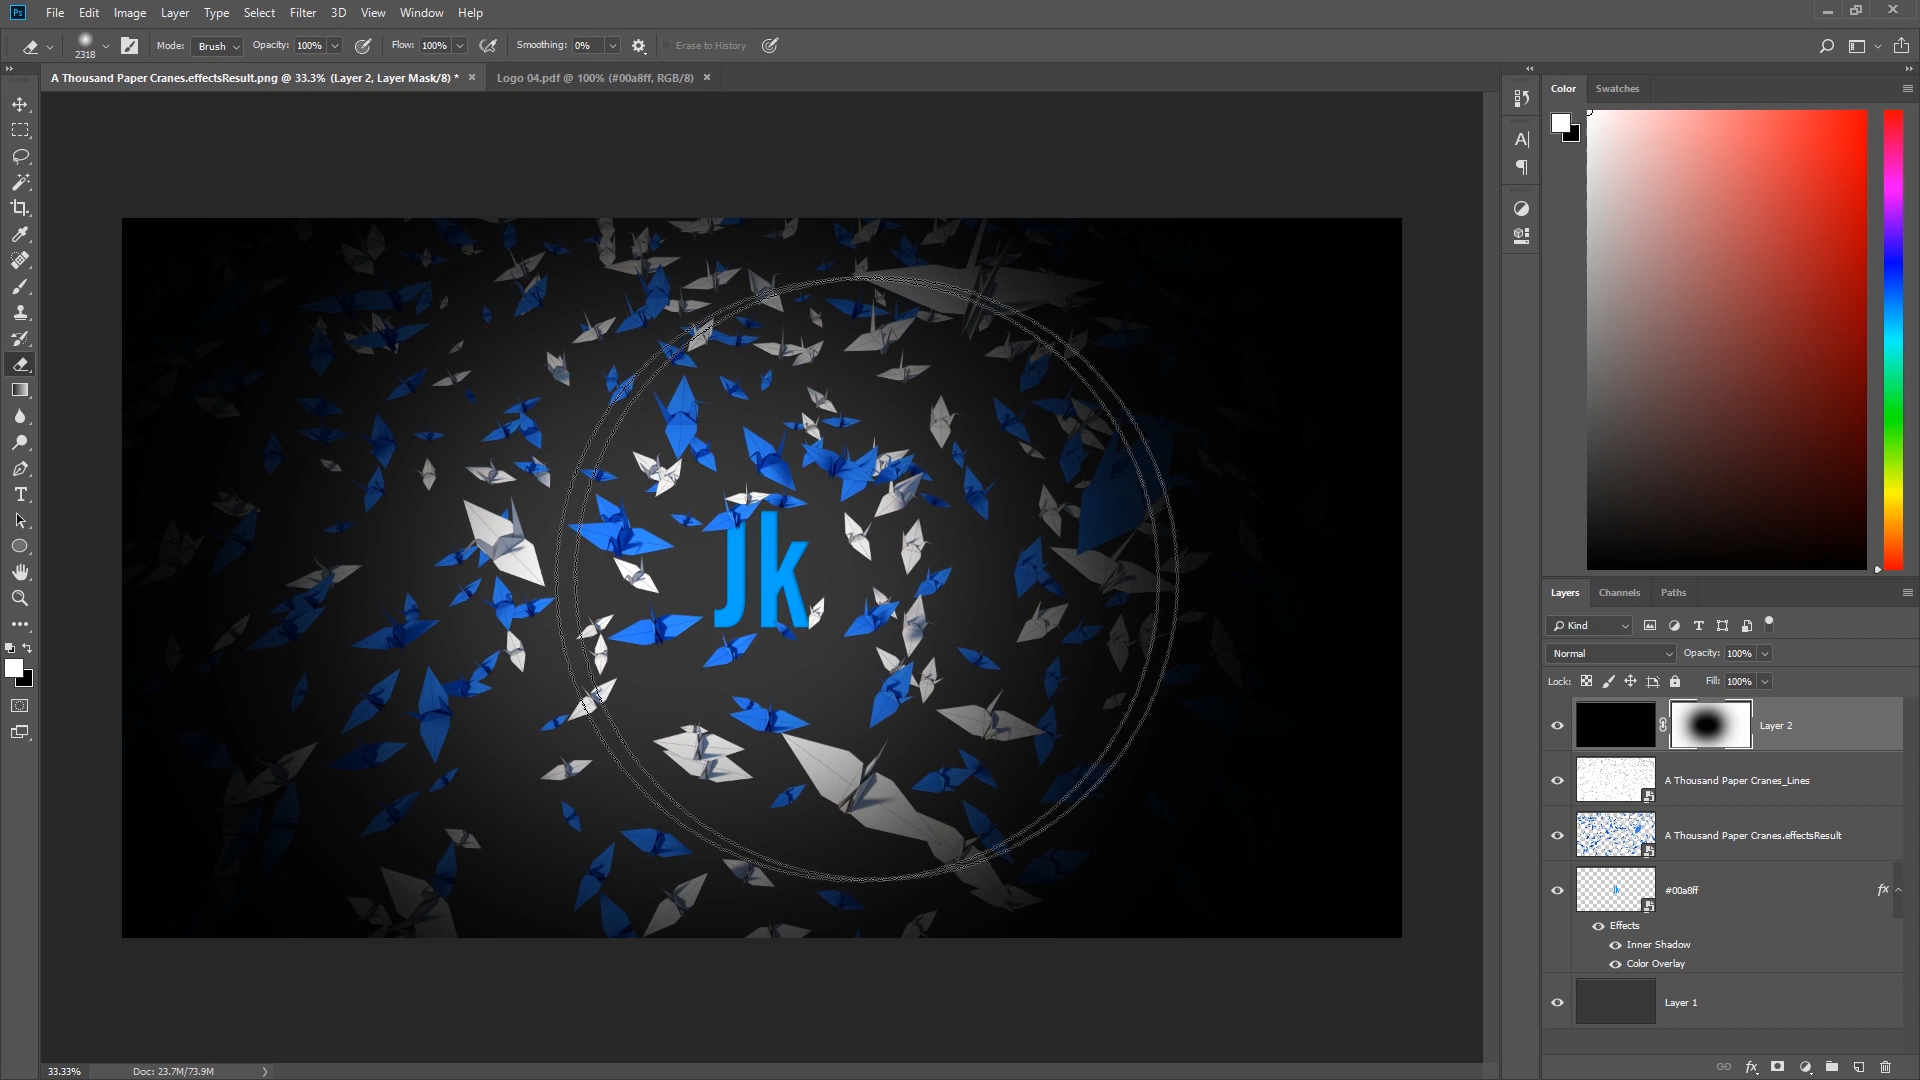 Ps File Edit Image Layer Type Select Filter 3D View Window Help
2318 Mode: Brush Opacity: 100% Flow: 100% Smoothing: 0% Erase to History
A Thousand Paper Cranes.effectsResult.png @ 33.3% (Layer 2, Layer Mask/8) * × Logo 04.pdf @ 100% (#00a8ff, RGB/8) ×
Color Swatches
Jk
Layers Channels Paths
Kind
Normal Opacity: 100%
Lock: Fill: 100%
Layer 2
A Thousand Paper Cranes_Lines
A Thousand Paper Cranes.effectsResult
#00a8ff fx
Effects
Inner Shadow
Color Overlay
Layer 1
33.33% Doc: 23.7M/73.9M
fx